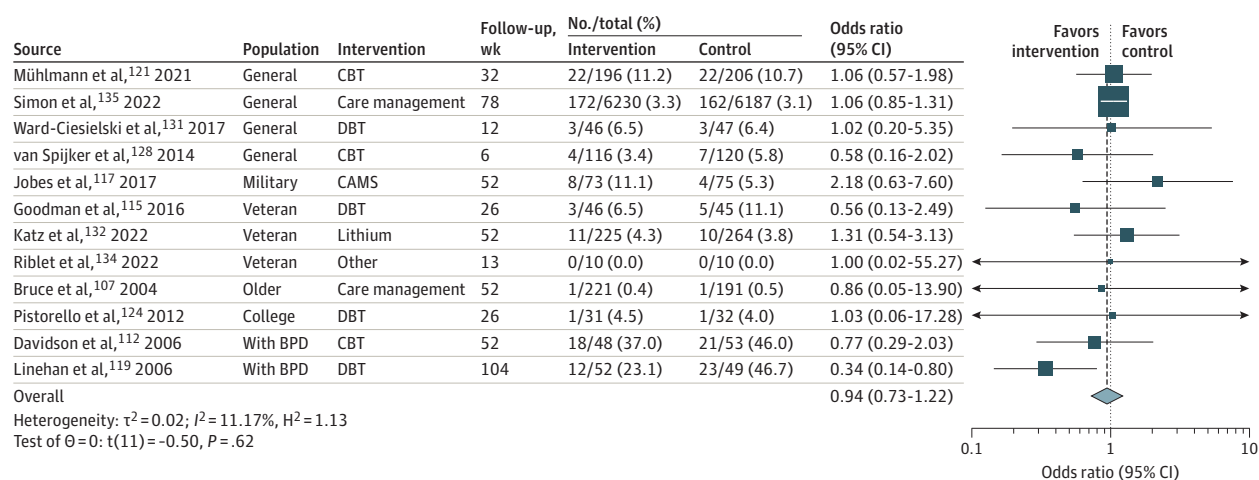 Source Population Intervention Follow-up, wk No./total (%) Intervention Control Odds ratio (95% CI) Favors intervention Favors control
Mühlmann et al,121 2021 General CBT 32 22/196 (11.2) 22/206 (10.7) 1.06 (0.57-1.98)
Simon et al,135 2022 General Care management 78 172/6230 (3.3) 162/6187 (3.1) 1.06 (0.85-1.31)
Ward-Ciesielski et al,131 2017 General DBT 12 3/46 (6.5) 3/47 (6.4) 1.02 (0.20-5.35)
van Spijker et al,128 2014 General CBT 6 4/116 (3.4) 7/120 (5.8) 0.58 (0.16-2.02)
Jobes et al,117 2017 Military CAMS 52 8/73 (11.1) 4/75 (5.3) 2.18 (0.63-7.60)
Goodman et al,115 2016 Veteran DBT 26 3/46 (6.5) 5/45 (11.1) 0.56 (0.13-2.49)
Katz et al,132 2022 Veteran Lithium 52 11/225 (4.3) 10/264 (3.8) 1.31 (0.54-3.13)
Riblet et al,134 2022 Veteran Other 13 0/10 (0.0) 0/10 (0.0) 1.00 (0.02-55.27)
Bruce et al,107 2004 Older Care management 52 1/221 (0.4) 1/191 (0.5) 0.86 (0.05-13.90)
Pistorello et al,124 2012 College DBT 26 1/31 (4.5) 1/32 (4.0) 1.03 (0.06-17.28)
Davidson et al,112 2006 With BPD CBT 52 18/48 (37.0) 21/53 (46.0) 0.77 (0.29-2.03)
Linehan et al,119 2006 With BPD DBT 104 12/52 (23.1) 23/49 (46.7) 0.34 (0.14-0.80)
Overall 0.94 (0.73-1.22)
Heterogeneity: τ2=0.02; I2=11.17%, H2=1.13
Test of Θ=0: t(11)=-0.50, P=.62
0.1 1 10
Odds ratio (95% CI)